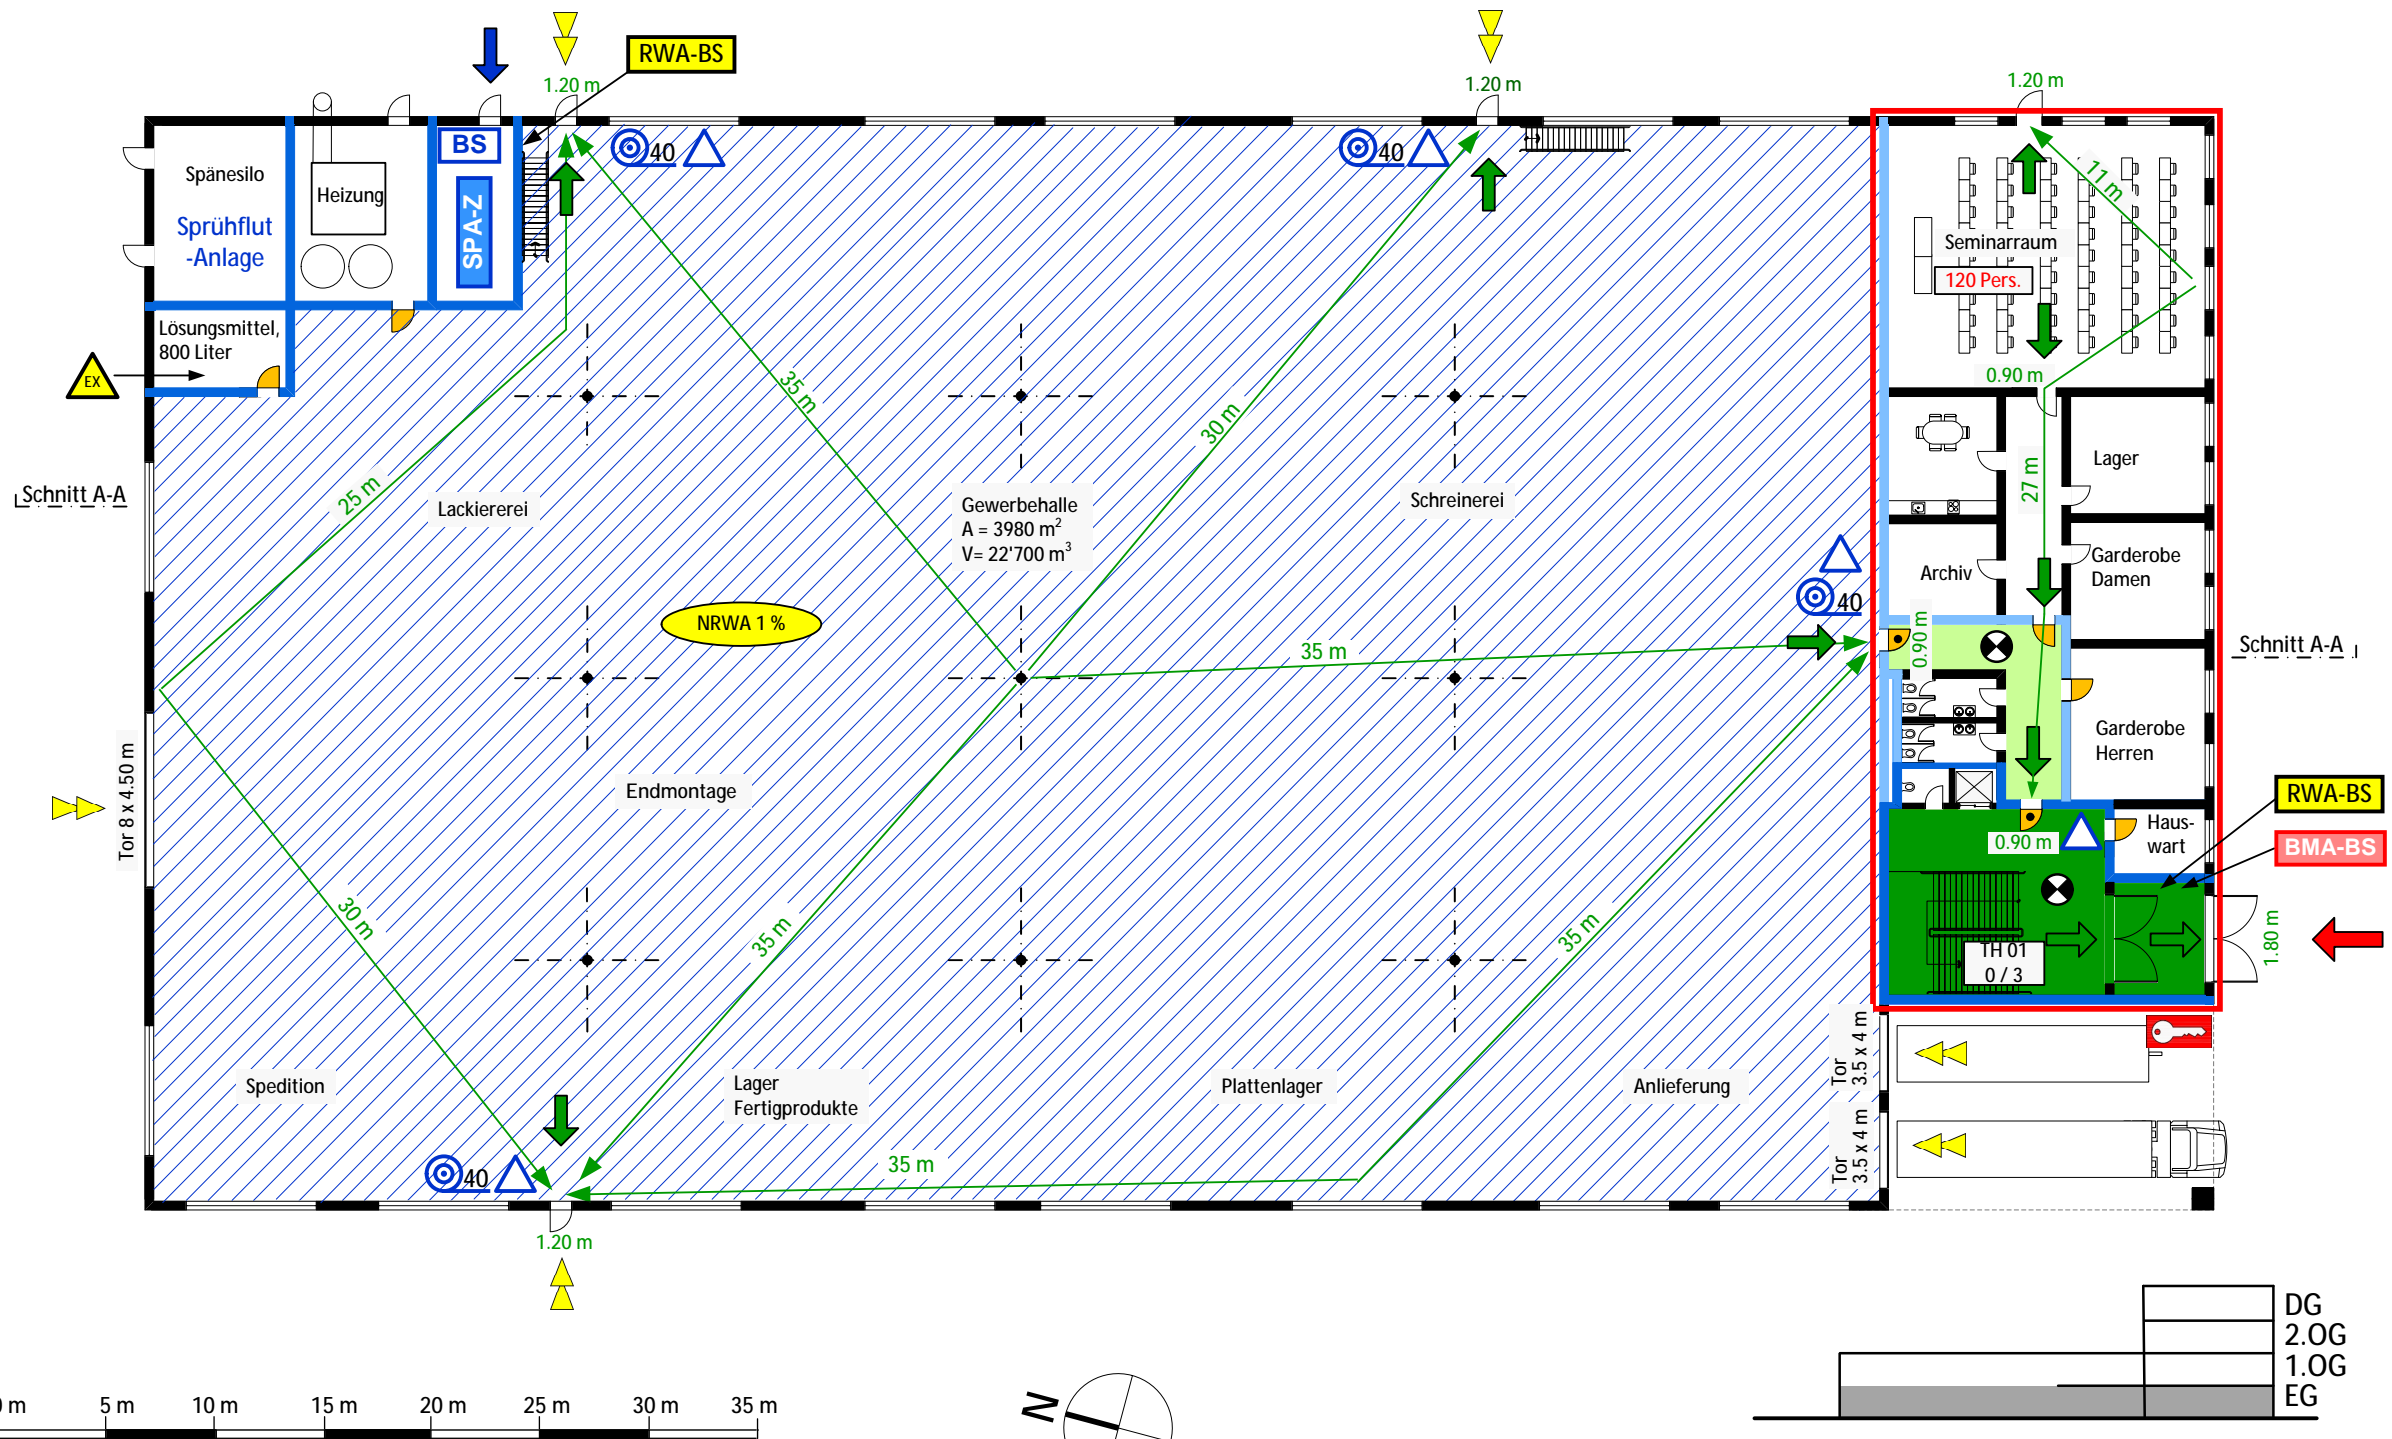 RWA-BS
1.20 m
1.20 m
1.20 m
BS
40
40
Spänesilo
Heizung
Sprühflut
-Anlage
SPA-Z
11 m
Seminarraum
120 Pers.
Lösungsmittel,
800 Liter
EX
0.90 m
35 m
30 m
25 m
27 m
Lager
Schnitt A-A
Lackiererei
Gewerbehalle
A = 3980 m²
V= 22'700 m³
Schreinerei
Archiv
Garderobe
Damen
40
NRWA 1 %
0.90 m
35 m
Schnitt A-A
Garderobe
Herren
Tor 8 x 4.50 m
Endmontage
RWA-BS
Haus-
wart
0.90 m
BMA-BS
30 m
35 m
35 m
1.80 m
TH 01
0 / 3
Tor
3.5 x 4 m
Spedition
Lager
Fertigprodukte
Plattenlager
Anlieferung
Tor
3.5 x 4 m
40
35 m
1.20 m
DG
2.OG
1.OG
EG
N
0 m
5 m
10 m
15 m
20 m
25 m
30 m
35 m